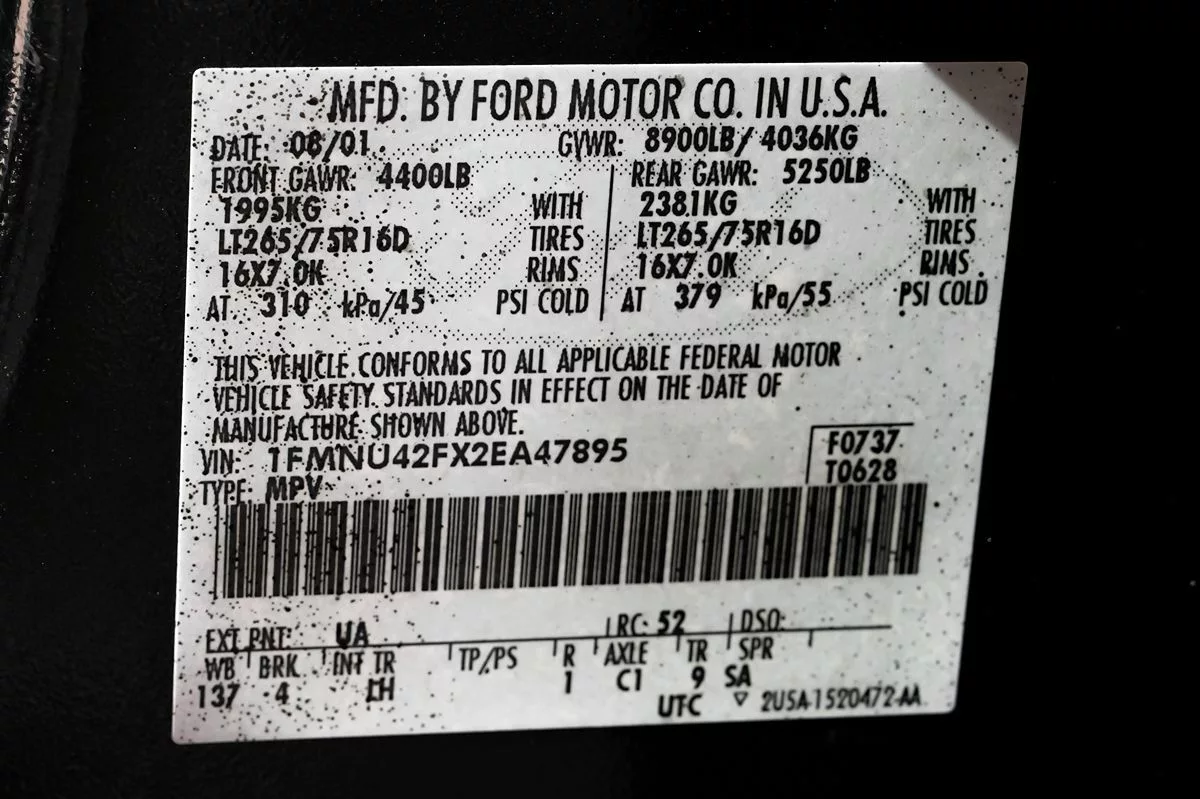 MFD. BY FORD MOTOR CO. IN U.S.A.
DATE: 08/01 GVWR: 8900LB/ 4036KG
FRONT GAWR: 4400LB REAR GAWR: 5250LB
1995KG WITH 2381KG WITH
LT265/75R16D TIRES LT265/75R16D TIRES
16X7.0K RIMS 16X7.0K RIMS
AT 310 kPa/45 PSI COLD AT 379 kPa/55 PSI COLD
THIS VEHICLE CONFORMS TO ALL APPLICABLE FEDERAL MOTOR
VEHICLE SAFETY STANDARDS IN EFFECT ON THE DATE OF
MANUFACTURE SHOWN ABOVE.
VIN: 1FMNU42FX2EA47895 F0737
TYPE: MPV T0628
EXT PNT: UA RC: 52 DSO:
WB BRK INT TR TP/PS R AXLE TR SPR
137 4 LH 1 C1 9 SA
UTC ▽ 2USA-1520472-AA